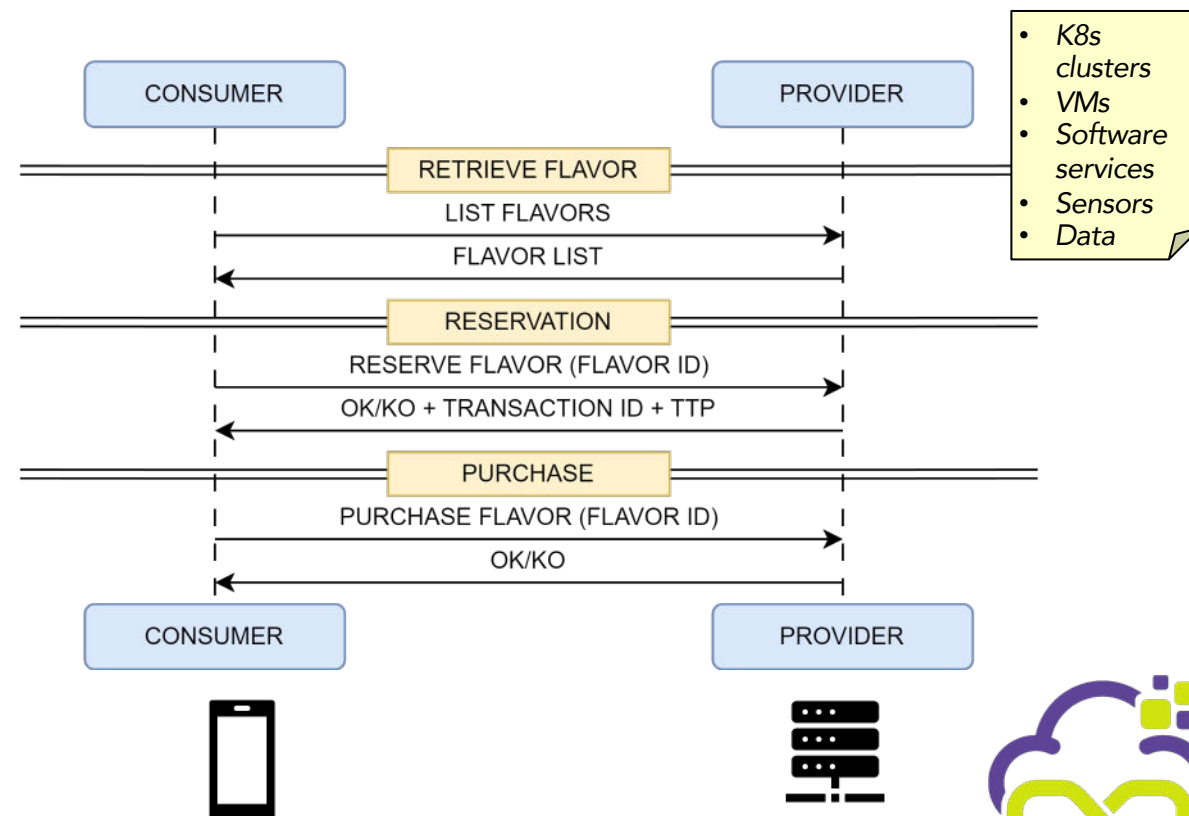 • K8s
clusters
• VMs
• Software
services
• Sensors
• Data
CONSUMER
PROVIDER
RETRIEVE FLAVOR
LIST FLAVORS
FLAVOR LIST
RESERVATION
RESERVE FLAVOR (FLAVOR ID)
OK/KO + TRANSACTION ID + TTP
PURCHASE
PURCHASE FLAVOR (FLAVOR ID)
OK/KO
CONSUMER
PROVIDER